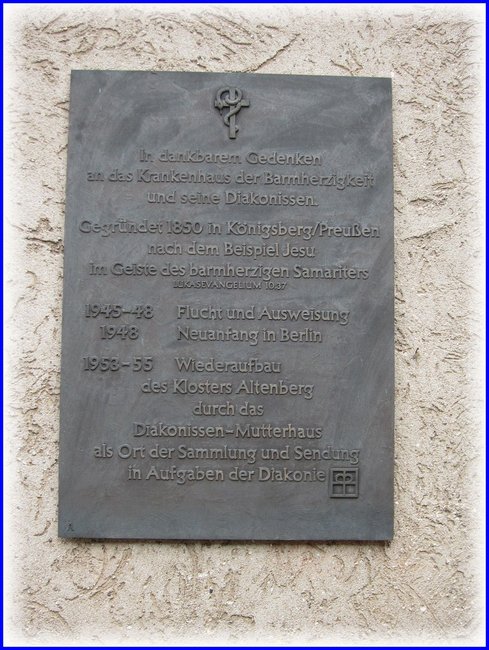 In dankbarem Gedenken
an das Krankenhaus der Barmherzigkeit
und seine Diakonissen.
Gegründet 1850 in Königsberg/Preußen
nach dem Beispiel Jesu
im Geiste des barmherzigen Samariters
LUKASEVANGELIUM 10.37
1945-48 Flucht und Ausweisung
1948 Neuanfang in Berlin
1953-55 Wiederaufbau
des Klosters Altenberg
durch das
Diakonissen-Mutterhaus
als Ort der Sammlung und Sendung
in Aufgaben der Diakonie